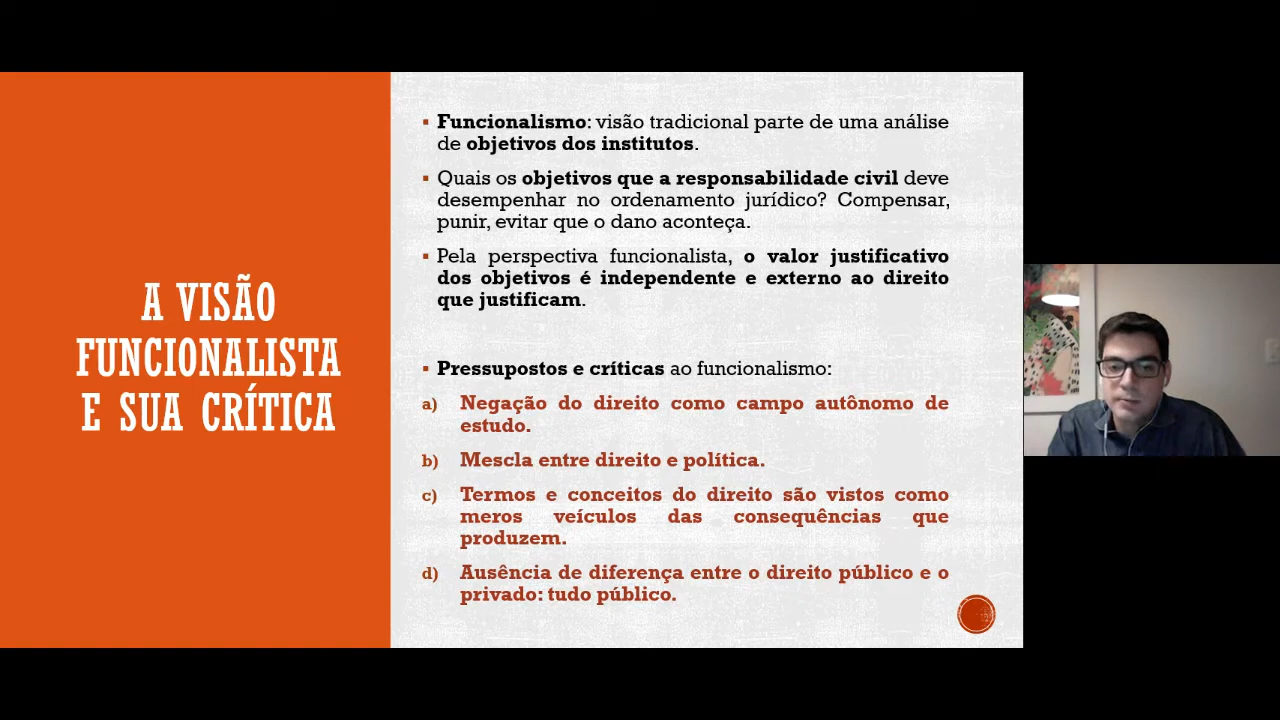 A VISÃO
FUNCIONALISTA
E SUA CRÍTICA
▪ Funcionalismo: visão tradicional parte de uma análise
de objetivos dos institutos.
▪ Quais os objetivos que a responsabilidade civil deve
desempenhar no ordenamento jurídico? Compensar,
punir, evitar que o dano aconteça.
▪ Pela perspectiva funcionalista, o valor justificativo
dos objetivos é independente e externo ao direito
que justificam.
▪ Pressupostos e críticas ao funcionalismo:
a) Negação do direito como campo autônomo de
estudo.
b) Mescla entre direito e política.
c) Termos e conceitos do direito são vistos como
meros veículos das consequências que
produzem.
d) Ausência de diferença entre o direito público e o
privado: tudo público.